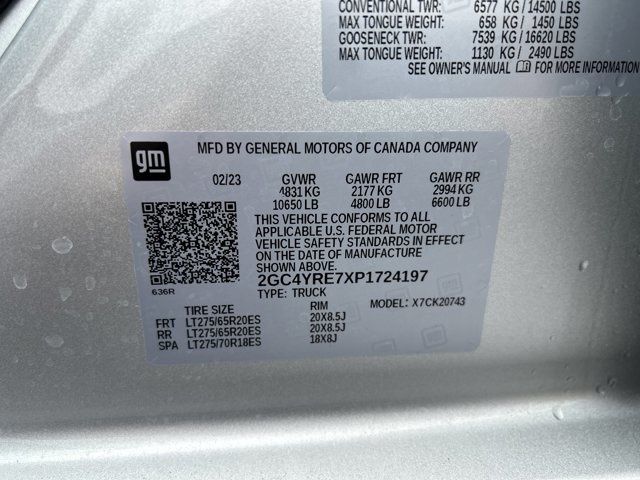 CONVENTIONAL TWR: 6577 KG/14500 LBS
MAX TONGUE WEIGHT: 658 KG/ 1450 LBS
GOOSENECK TWR: 7539 KG/16620 LBS
MAX TONGUE WEIGHT: 1130 KG/ 2490 LBS
SEE OWNER'S MANUAL FOR MORE INFORMATION
gm
MFD BY GENERAL MOTORS OF CANADA COMPANY
02/23 GVWR GAWR FRT GAWR RR
4831 KG 2177 KG 2994 KG
10650 LB 4800 LB 6600 LB
THIS VEHICLE CONFORMS TO ALL
APPLICABLE U.S. FEDERAL MOTOR
VEHICLE SAFETY STANDARDS IN EFFECT
ON THE DATE OF MANUFACTURE
SHOWN ABOVE.
2GC4YRE7XP1724197
636R
TYPE: TRUCK
MODEL: X7CK20743
TIRE SIZE RIM
FRT LT275/65R20ES 20X8.5J
RR LT275/65R20ES 20X8.5J
SPA LT275/70R18ES 18X8J